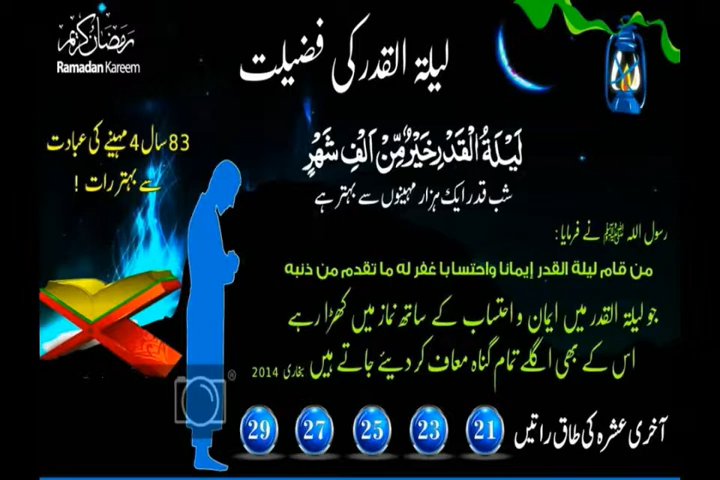 رمضان كريم
Ramadan Kareem
لیلۃ القدر کی فضیلت
83 سال 4 مہینے کی عبادت
سے بہتر رات !
لَيْلَةُ الْقَدْرِ خَيْرٌ مِّنْ اَلْفِ شَهْرٍ
شب قدر ایک ہزار مہینوں سے بہتر ہے
رسول اللہ ﷺ نے فرمایا :
من قام ليلة القدر إيمانا واحتسابا غفر له ما تقدم من ذنبه
جو لیلۃ القدر میں ایمان و احتساب کے ساتھ نماز میں کھڑا رہے
اس کے بھی اگلے تمام گناہ معاف کر دیئے جاتے ہیں بخاری 2014
آخری عشرہ کی طاق راتیں 21 23 25 27 29